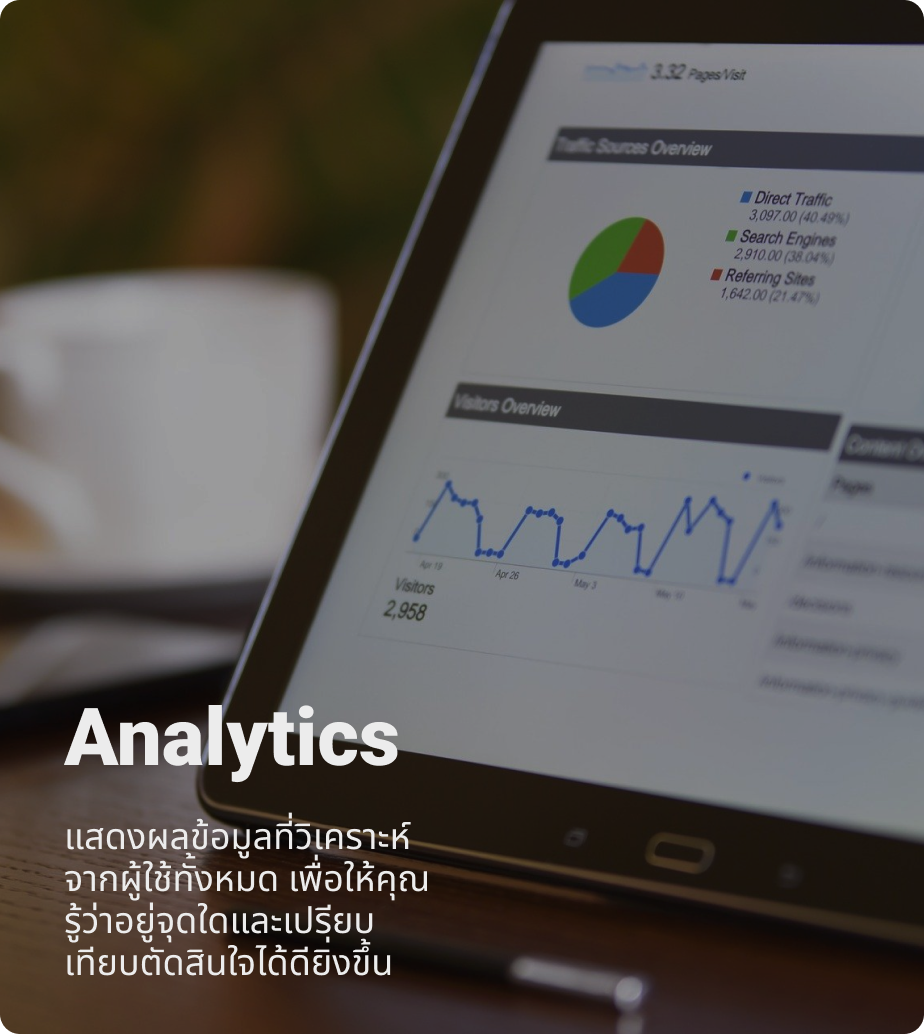 3.32 Pages/Visit
Traffic Sources Overview
Direct Traffic
3,097.00 (40.49%)
Search Engines
2,910.00 (38.04%)
Referring Sites
1,642.00 (21.47%)
Visitors Overview
Content
Pages
Apr 19
Apr 26
May 3
Visitors
2,958
Analytics
แสดงผลข้อมูลที่วิเคราะห์
จากผู้ใช้ทั้งหมด เพื่อให้คุณ
รู้ว่าอยู่จุดใดและเปรียบ
เทียบตัดสินใจได้ดียิ่งขึ้น